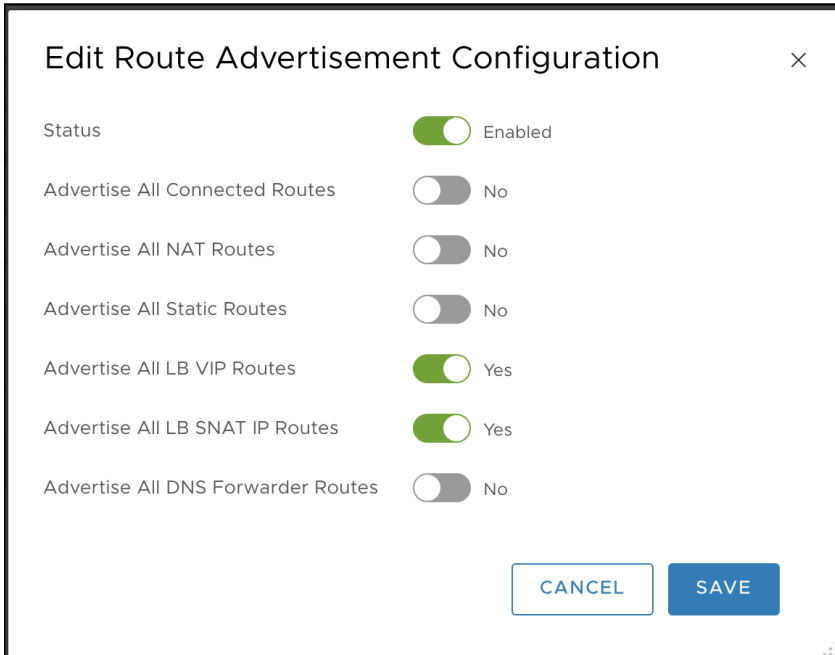 Edit Route Advertisement Configuration
Status Enabled
Advertise All Connected Routes No
Advertise All NAT Routes No
Advertise All Static Routes No
Advertise All LB VIP Routes Yes
Advertise All LB SNAT IP Routes Yes
Advertise All DNS Forwarder Routes No
CANCEL SAVE